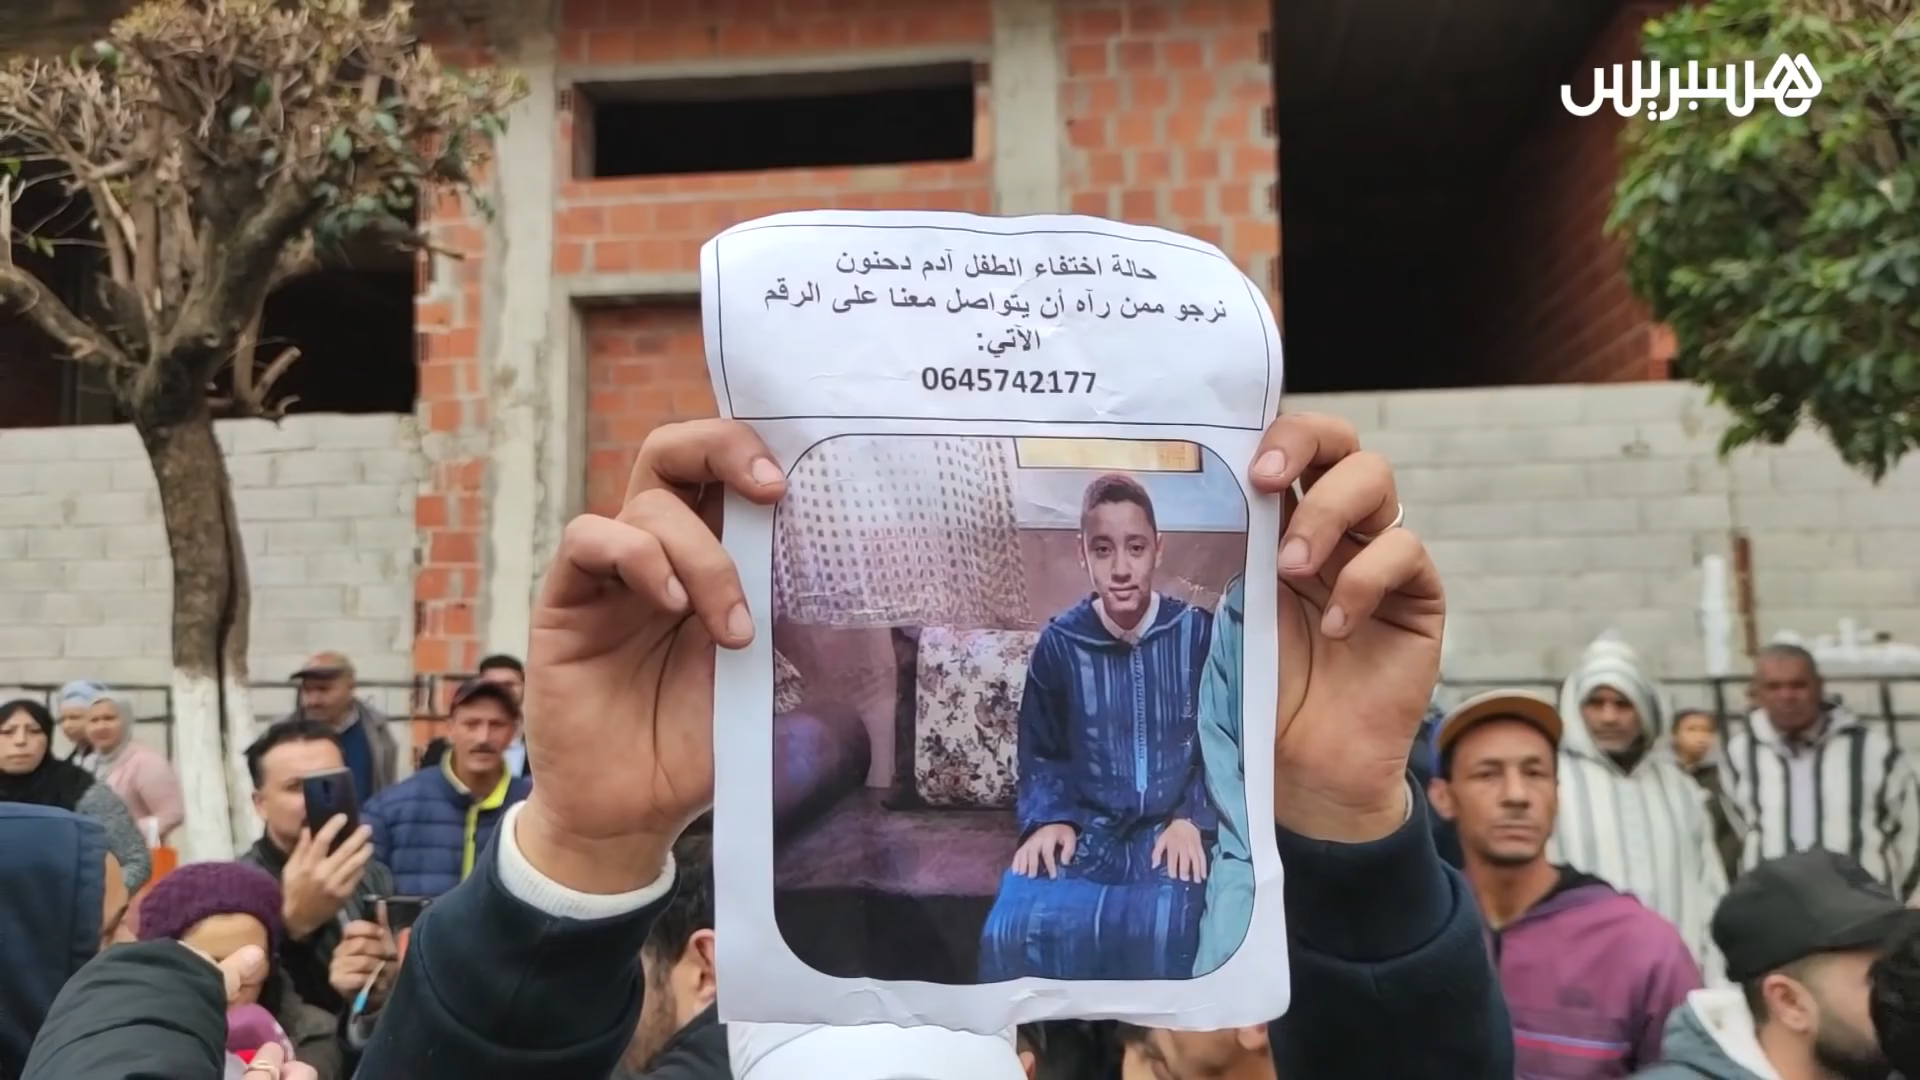 هسبريس
حالة اختفاء الطفل آدم دحنون
نرجو ممن رآه أن يتواصل معنا على الرقم
الآتي:
0645742177